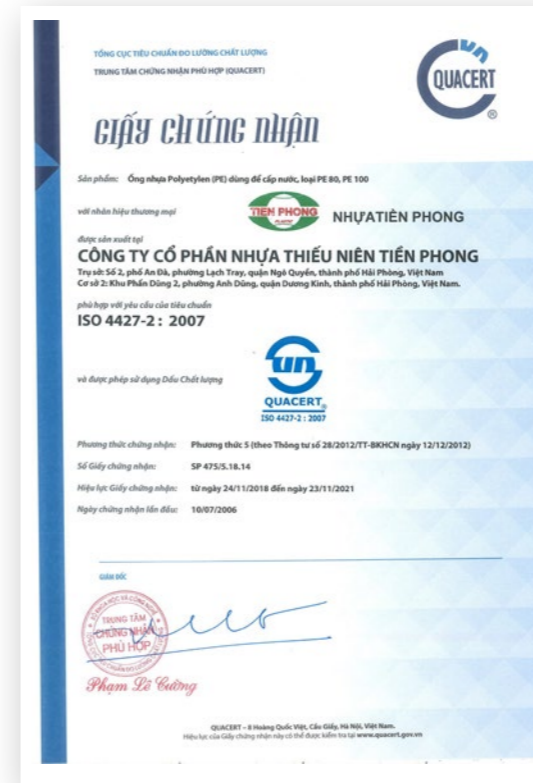 TỔNG CỤC TIÊU CHUẨN ĐO LƯỜNG CHẤT LƯỢNG
TRUNG TÂM CHỨNG NHẬN PHÙ HỢP (QUACERT)
QUACERT
®
GIẤY CHỨNG NHẬN
Sản phẩm: Ống nhựa Polyetylen (PE) dùng để cấp nước, loại PE 80, PE 100
với nhãn hiệu thương mại
TIEN PHONG
NHỰATIỀN PHONG
được sản xuất tại
CÔNG TY CỔ PHẦN NHỰA THIẾU NIÊN TIỀN PHONG
Trụ sở: Số 2, phố An Đà, phường Lạch Tray, quận Ngô Quyền, thành phố Hải Phòng, Việt Nam
Cơ sở 2: Khu Phấn Dũng 2, phường Anh Dũng, quận Dương Kinh, thành phố Hải Phòng, Việt Nam.
phù hợp với yêu cầu của tiêu chuẩn
ISO 4427-2 : 2007
và được phép sử dụng Dấu Chất lượng
QUACERT®
ISO 4427-2 : 2007
Phương thức chứng nhận: Phương thức 5 (theo Thông tư số 28/2012/TT-BKHCN ngày 12/12/2012)
Số Giấy chứng nhận: SP 475/5.18.14
Hiệu lực Giấy chứng nhận: từ ngày 24/11/2018 đến ngày 23/11/2021
Ngày chứng nhận lần đầu: 10/07/2006
GIÁM ĐỐC
TRUNG TÂM
CHỨNG NHẬN
PHÙ HỢP
Phạm Lê Cường
QUACERT – 8 Hoàng Quốc Việt, Cầu Giấy, Hà Nội, Việt Nam.
Hiệu lực của Giấy chứng nhận này có thể được kiểm tra tại www.quacert.gov.vn